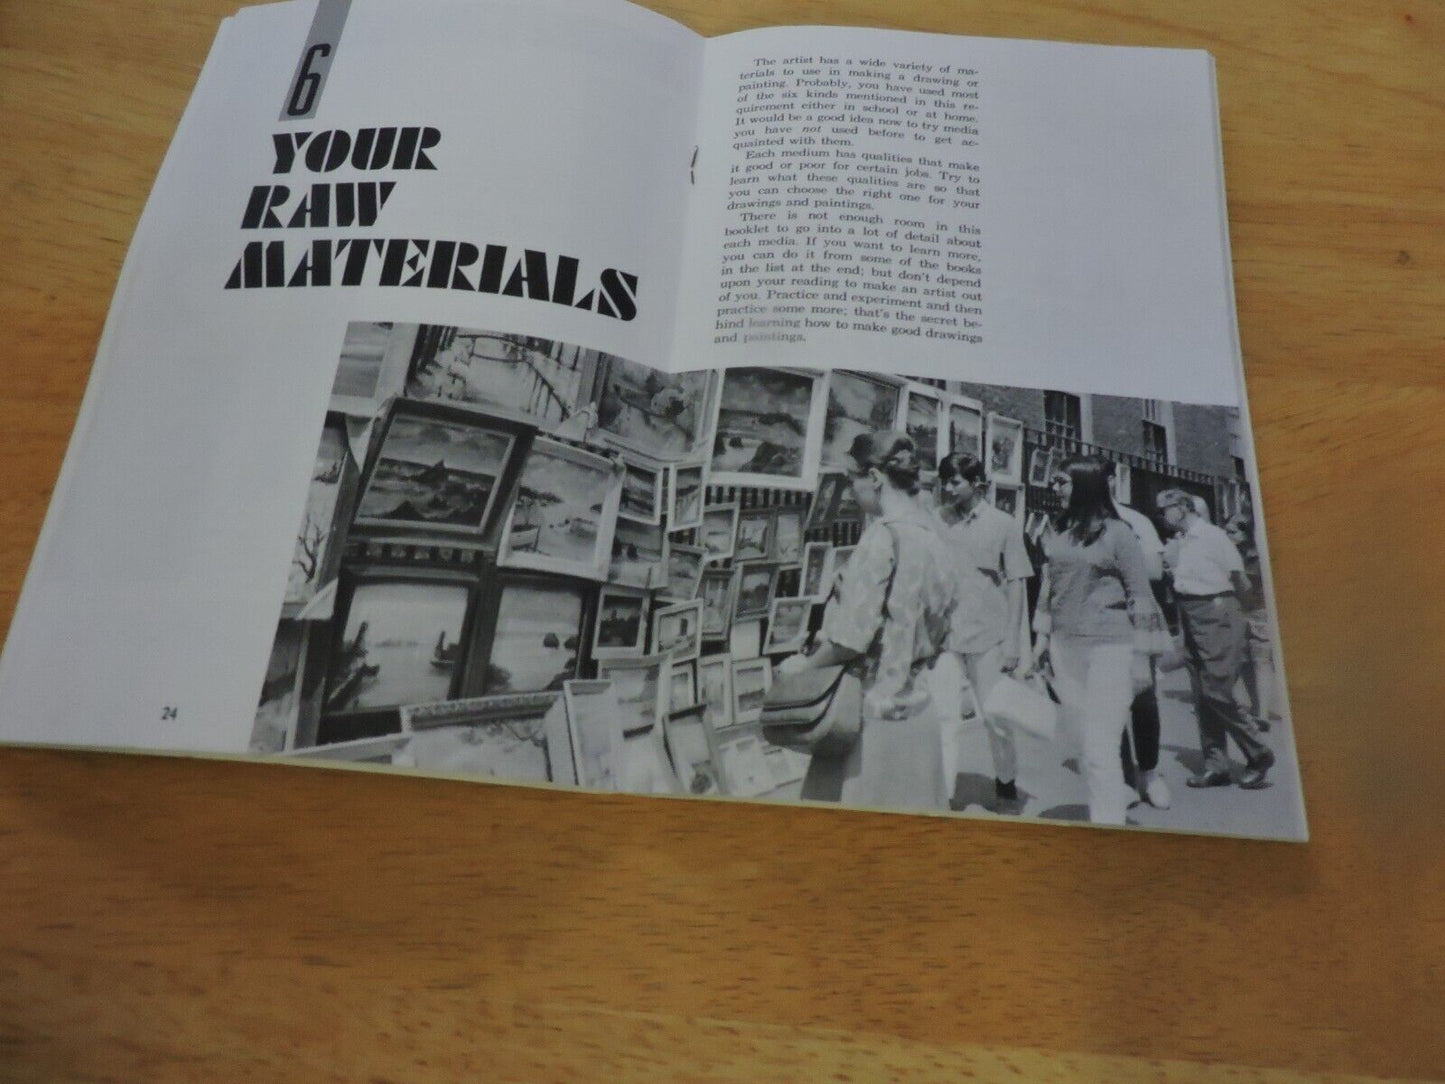 6
YOUR
RAW
MATERIALS
The artist has a wide variety of ma-
terials to use in making a drawing or
painting. Probably, you have used most
of the six kinds mentioned in this re-
quirement either in school or at home.
It would be a good idea now to try media
you have not used before to get ac-
quainted with them.
Each medium has qualities that make
it good or poor for certain jobs. Try to
learn what these qualities are so that
you can choose the right one for your
drawings and paintings.
There is not enough room in this
booklet to go into a lot of detail about
each media. If you want to learn more,
you can do it from some of the books
in the list at the end; but don't depend
upon your reading to make an artist out
of you. Practice and experiment and then
practice some more; that's the secret be-
hind learning how to make good drawings
and paintings.
24